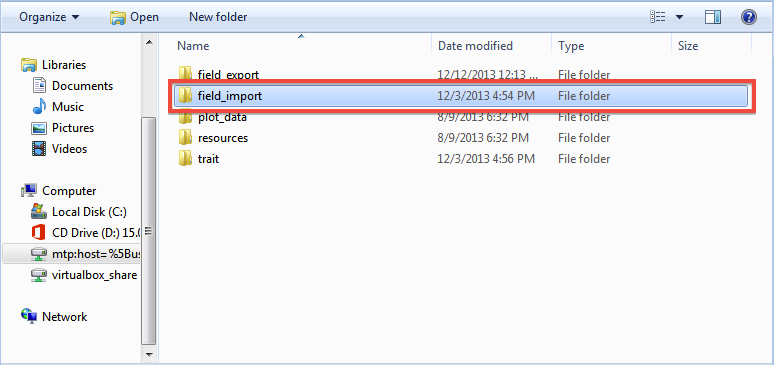 Organize Open New folder
Name Date modified Type Size
field_export 12/12/2013 12:13 ... File folder
field_import 12/3/2013 4:54 PM File folder
plot_data 8/9/2013 6:32 PM File folder
resources 8/9/2013 6:32 PM File folder
trait 12/3/2013 4:56 PM File folder
Libraries
Documents
Music
Pictures
Videos
Computer
Local Disk (C:)
CD Drive (D:) 15.0
mtp:host=%5Bus
virtualbox_share
Network